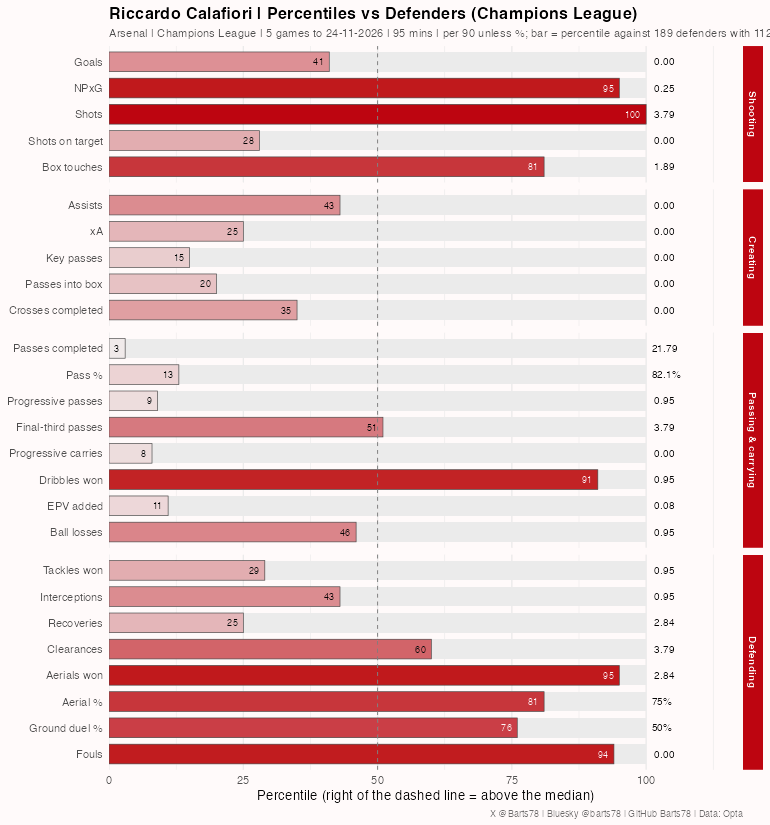 Riccardo Calafiori | Percentiles vs Defenders (Champions League)
Arsenal | Champions League | 5 games to 24-11-2026 | 95 mins | per 90 unless %; bar = percentile against 189 defenders with 112
Goals 41 0.00
NPxG 95 0.25
Shots 100 3.79
Shots on target 28 0.00
Box touches 81 1.89
Shooting
Assists 43 0.00
xA 25 0.00
Key passes 15 0.00
Passes into box 20 0.00
Crosses completed 35 0.00
Creating
Passes completed 3 21.79
Pass % 13 82.1%
Progressive passes 9 0.95
Final-third passes 51 3.79
Progressive carries 8 0.00
Dribbles won 91 0.95
EPV added 11 0.08
Ball losses 46 0.95
Passing & carrying
Tackles won 29 0.95
Interceptions 43 0.95
Recoveries 25 2.84
Clearances 60 3.79
Aerials won 95 2.84
Aerial % 81 75%
Ground duel % 76 50%
Fouls 94 0.00
Defending
0 25 50 75 100
Percentile (right of the dashed line = above the median)
X @Barts78 | Bluesky @barts78 | GitHub Barts78 | Data: Opta